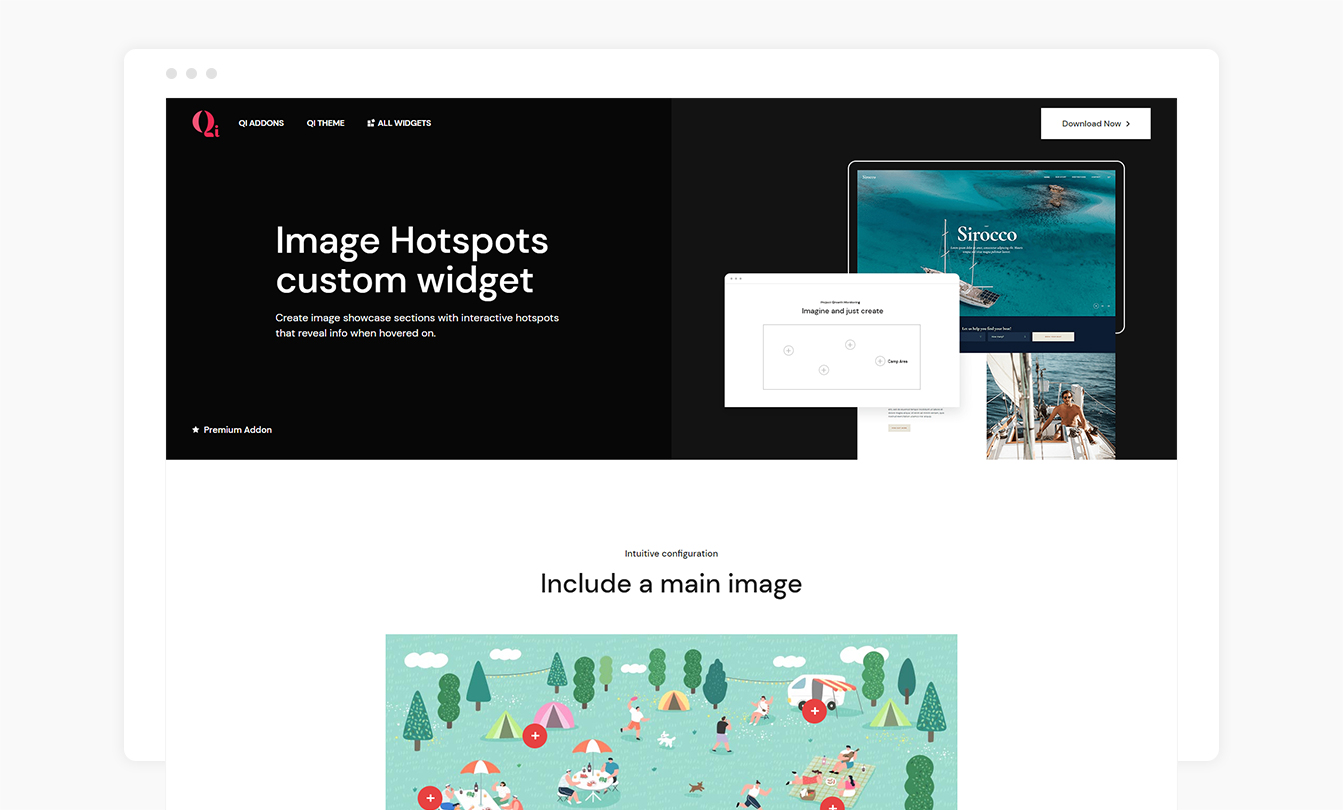 Qi
QI ADDONS
QI THEME
ALL WIDGETS
Download Now
Image Hotspots
custom widget
Create image showcase sections with interactive hotspots
that reveal info when hovered on.
Sirocco
Let us help you find your boat!
Imagine and just create
Camp Area
Premium Addon
Intuitive configuration
Include a main image